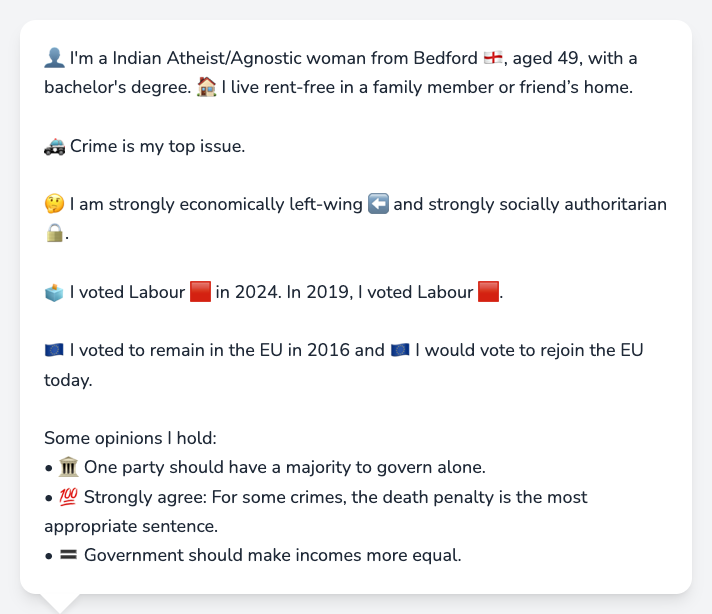 👤 I'm a Indian Atheist/Agnostic woman from Bedford 🏴󠁧󠁢󠁥󠁮󠁧󠁿, aged 49, with a
bachelor's degree. 🏠 I live rent-free in a family member or friend’s home.
🚓 Crime is my top issue.
🤔 I am strongly economically left-wing ⬅️ and strongly socially authoritarian
🔒.
🗳️ I voted Labour 🟥 in 2024. In 2019, I voted Labour 🟥.
🇪🇺 I voted to remain in the EU in 2016 and 🇪🇺 I would vote to rejoin the EU
today.
Some opinions I hold:
• 🏛️ One party should have a majority to govern alone.
• 💯 Strongly agree: For some crimes, the death penalty is the most
appropriate sentence.
• 🟰 Government should make incomes more equal.